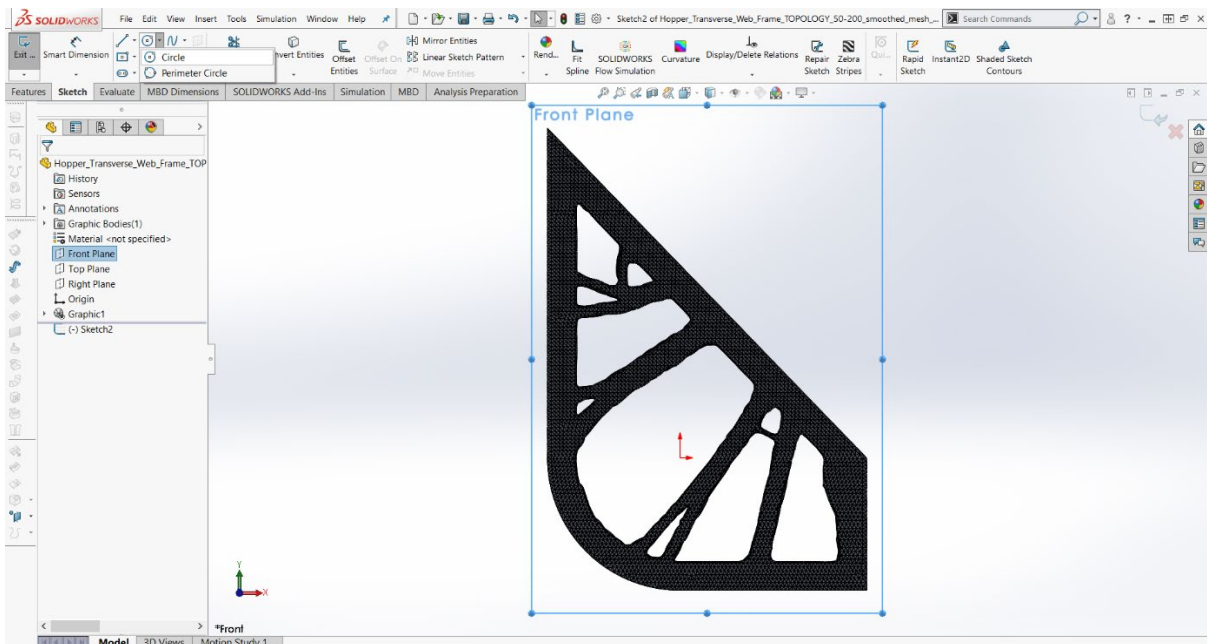 SOLIDWORKS File Edit View Insert Tools Simulation Window Help Sketch2 of Hopper_Transverse_Web_Frame_TOPOLOGY_50-200_smoothed_mesh_... Search Commands
Exit ... Smart Dimension Circle Perimeter Circle Convert Entities Offset Entities Offset On Surface Mirror Entities Linear Sketch Pattern Move Entities Rend... Fit Spline SOLIDWORKS Flow Simulation Curvature Display/Delete Relations Repair Sketch Zebra Stripes Qui... Rapid Sketch Instant2D Shaded Sketch Contours
Features Sketch Evaluate MBD Dimensions SOLIDWORKS Add-Ins Simulation MBD Analysis Preparation
Front Plane
Hopper_Transverse_Web_Frame_TOP
History
Sensors
Annotations
Graphic Bodies(1)
Material <not specified>
Front Plane
Top Plane
Right Plane
Origin
Graphic1
(-) Sketch2
Y
X
*Front
Model 3D Views Motion Study 1